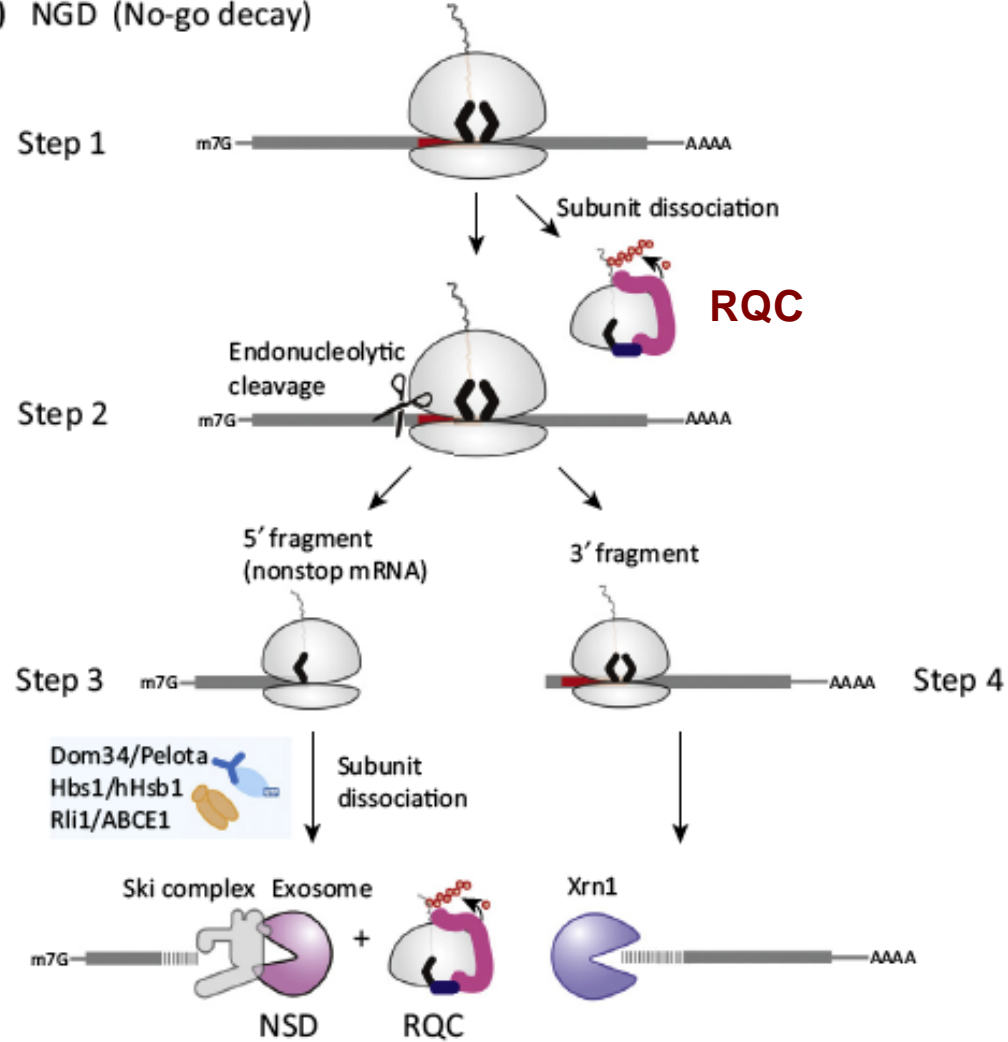 ) NGD (No-go decay)
Step 1
m7G
AAAA
Subunit dissociation
RQC
Endonucleolytic
cleavage
Step 2
m7G
AAAA
5′ fragment
(nonstop mRNA)
3′ fragment
Step 3
m7G
AAAA
Step 4
Dom34/Pelota
Hbs1/hHsb1
Rli1/ABCE1
Subunit
dissociation
Ski complex
Exosome
Xrn1
m7G
+
AAAA
NSD
RQC